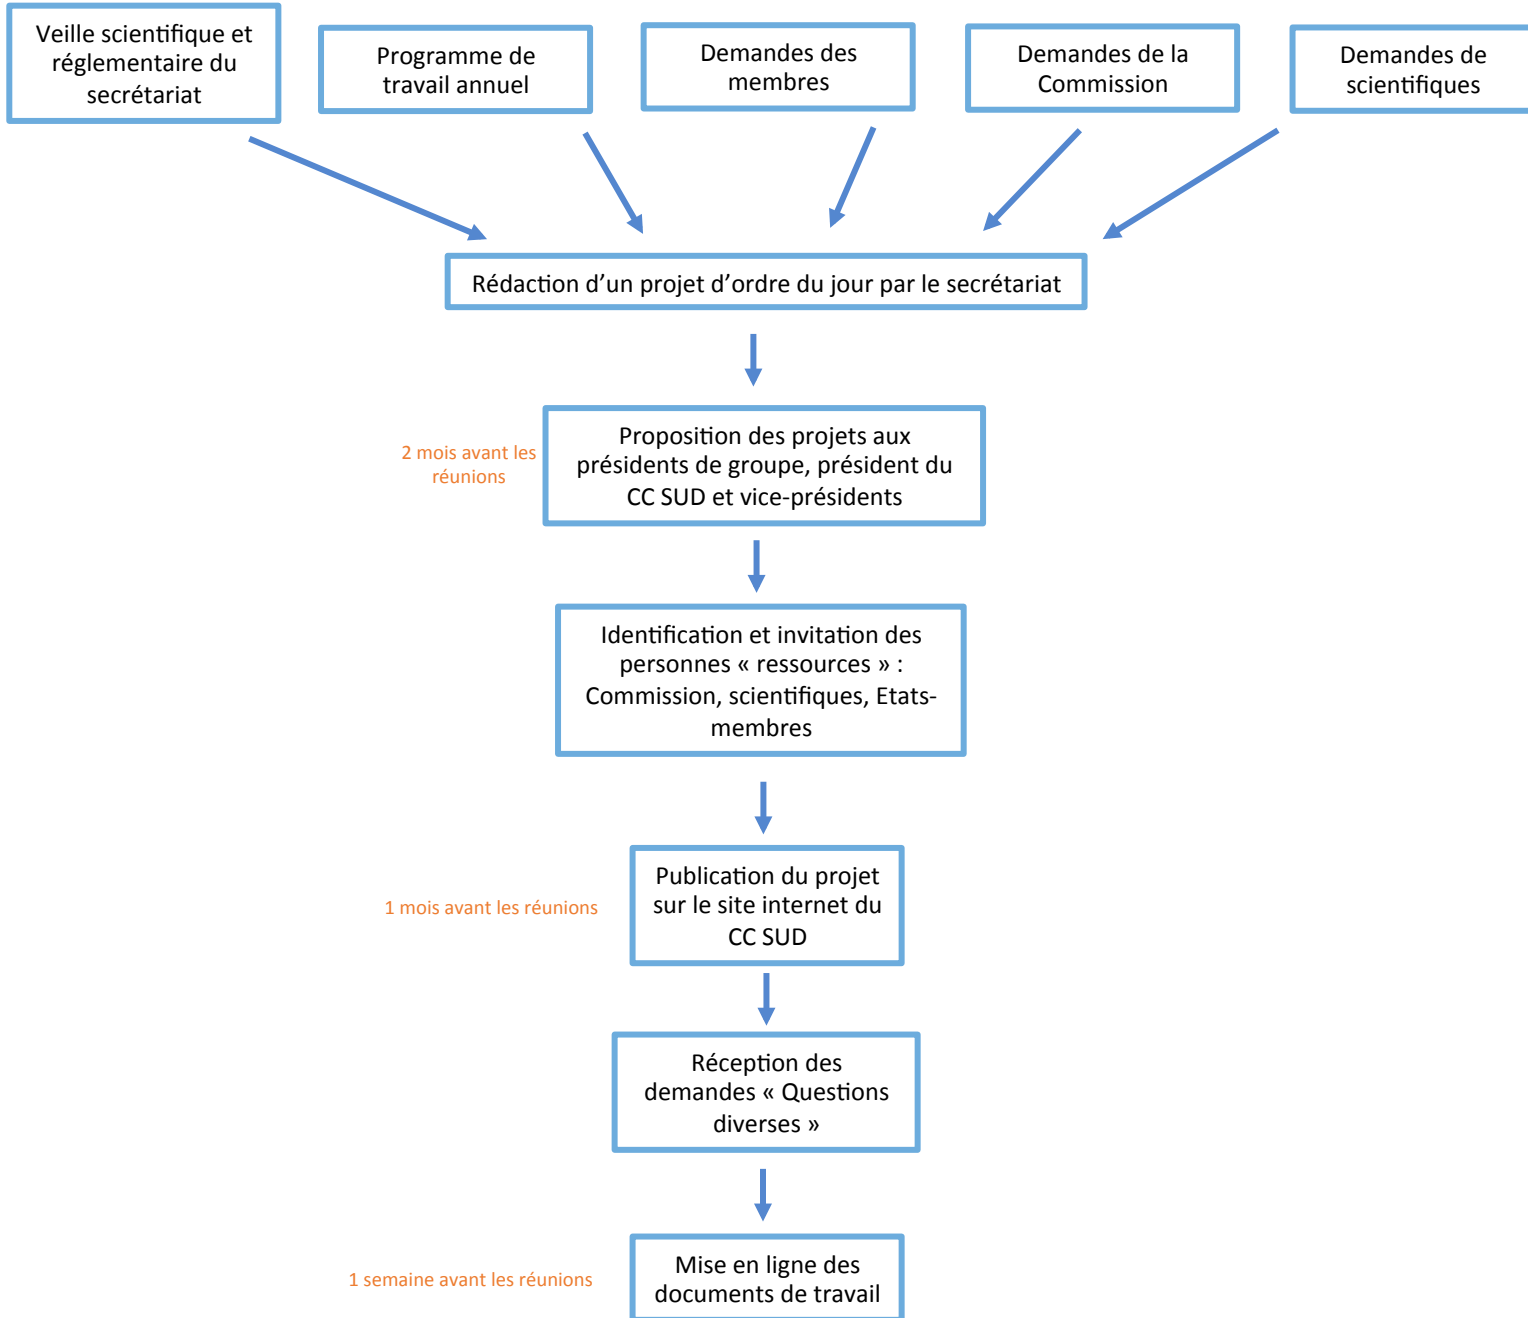 Veille scientifique et
réglementaire du
secrétariat
Programme de
travail annuel
Demandes des
membres
Demandes de la
Commission
Demandes de
scientifiques
Rédaction d’un projet d’ordre du jour par le secrétariat
2 mois avant les
réunions
Proposition des projets aux
présidents de groupe, président du
CC SUD et vice-présidents
Identification et invitation des
personnes « ressources » :
Commission, scientifiques, Etats-
membres
1 mois avant les réunions
Publication du projet
sur le site internet du
CC SUD
Réception des
demandes « Questions
diverses »
1 semaine avant les réunions
Mise en ligne des
documents de travail